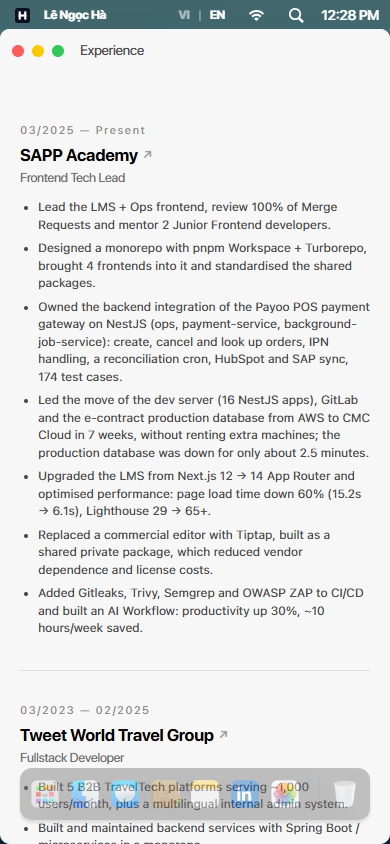 H Lê Ngọc Hà VI | EN 12:28 PM
Experience
03/2025 — Present
SAPP Academy ↗
Frontend Tech Lead
• Lead the LMS + Ops frontend, review 100% of Merge
Requests and mentor 2 Junior Frontend developers.
• Designed a monorepo with pnpm Workspace + Turborepo,
brought 4 frontends into it and standardised the shared
packages.
• Owned the backend integration of the Payoo POS payment
gateway on NestJS (ops, payment-service, background-
job-service): create, cancel and look up orders, IPN
handling, a reconciliation cron, HubSpot and SAP sync,
174 test cases.
• Led the move of the dev server (16 NestJS apps), GitLab
and the e-contract production database from AWS to CMC
Cloud in 7 weeks, without renting extra machines; the
production database was down for only about 2.5 minutes.
• Upgraded the LMS from Next.js 12 → 14 App Router and
optimised performance: page load time down 60% (15.2s
→ 6.1s), Lighthouse 29 → 65+.
• Replaced a commercial editor with Tiptap, built as a
shared private package, which reduced vendor
dependence and license costs.
• Added Gitleaks, Trivy, Semgrep and OWASP ZAP to CI/CD
and built an AI Workflow: productivity up 30%, ~10
hours/week saved.
03/2023 — 02/2025
Tweet World Travel Group ↗
Fullstack Developer
• Built 5 B2B TravelTech platforms serving ~1,000
users/month, plus a multilingual internal admin system.
• Built and maintained backend services with Spring Boot /